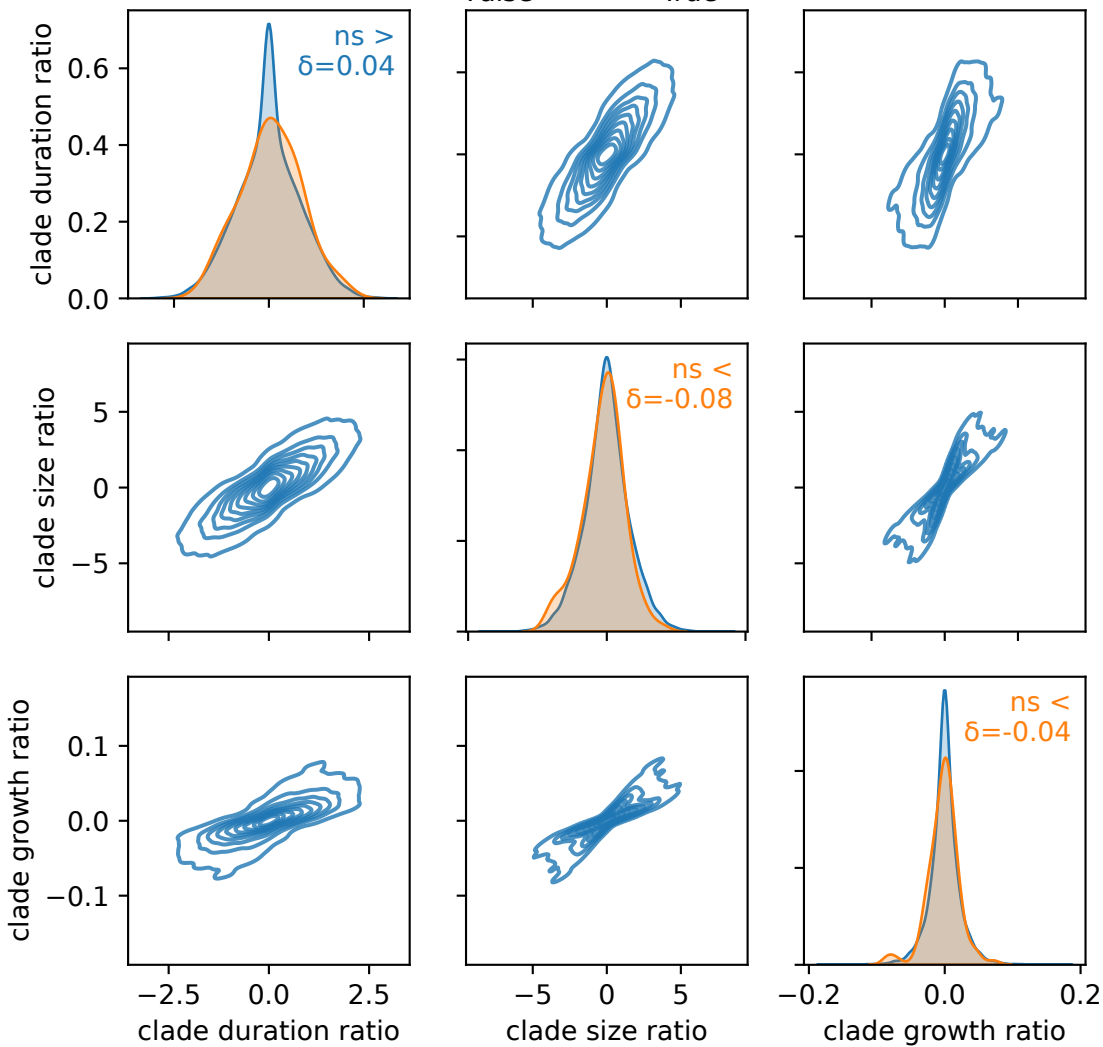 clade duration ratio
0.6
0.4
0.2
0.0
ns >
δ=0.04
−5
0
5
clade size ratio
5
0
−5
ns <
δ=-0.08
clade growth ratio
0.1
0.0
−0.1
ns <
δ=-0.04
−2.5
0.0
2.5
−5
0
5
−0.2
0.0
0.2
clade duration ratio
clade size ratio
clade growth ratio